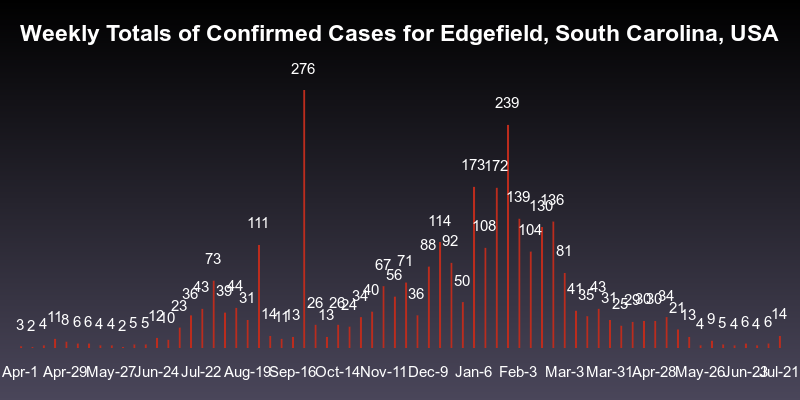 Weekly Totals of Confirmed Cases for Edgefield, South Carolina, USA
3 2 4 11 8 6 6 4 4 2 5 5 12 10 23 36 43 73 39 44 31 111 14 11 13 276 26 13 26 24 34 40 67 56 71 36 88 114 92 50 173 108 172 239 139 104 130 136 81 41 35 43 31 25 29 30 30 34 21 13 4 9 5 4 6 4 6 14
Apr-1 Apr-29 May-27 Jun-24 Jul-22 Aug-19 Sep-16 Oct-14 Nov-11 Dec-9 Jan-6 Feb-3 Mar-3 Mar-31 Apr-28 May-26 Jun-23 Jul-21